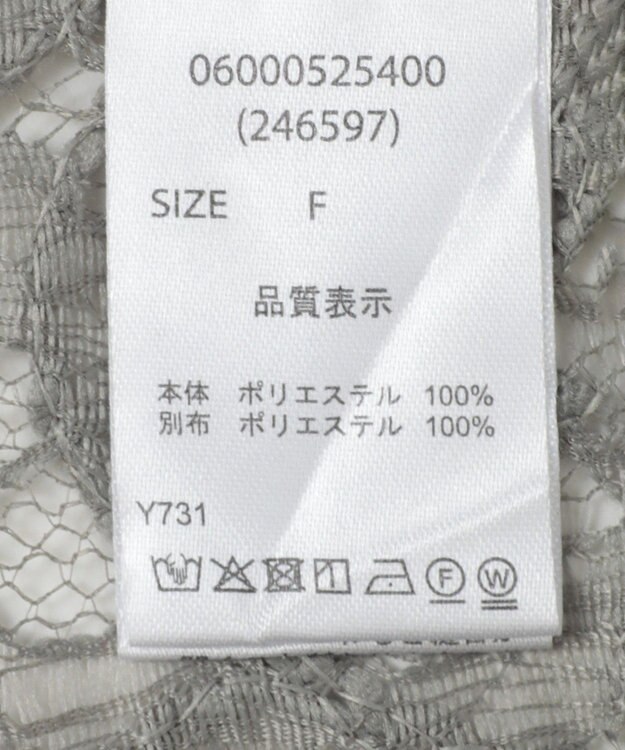 06000525400
(246597)
SIZE F
品質表示
本体 ポリエステル 100%
別布 ポリエステル 100%
Y731
F W